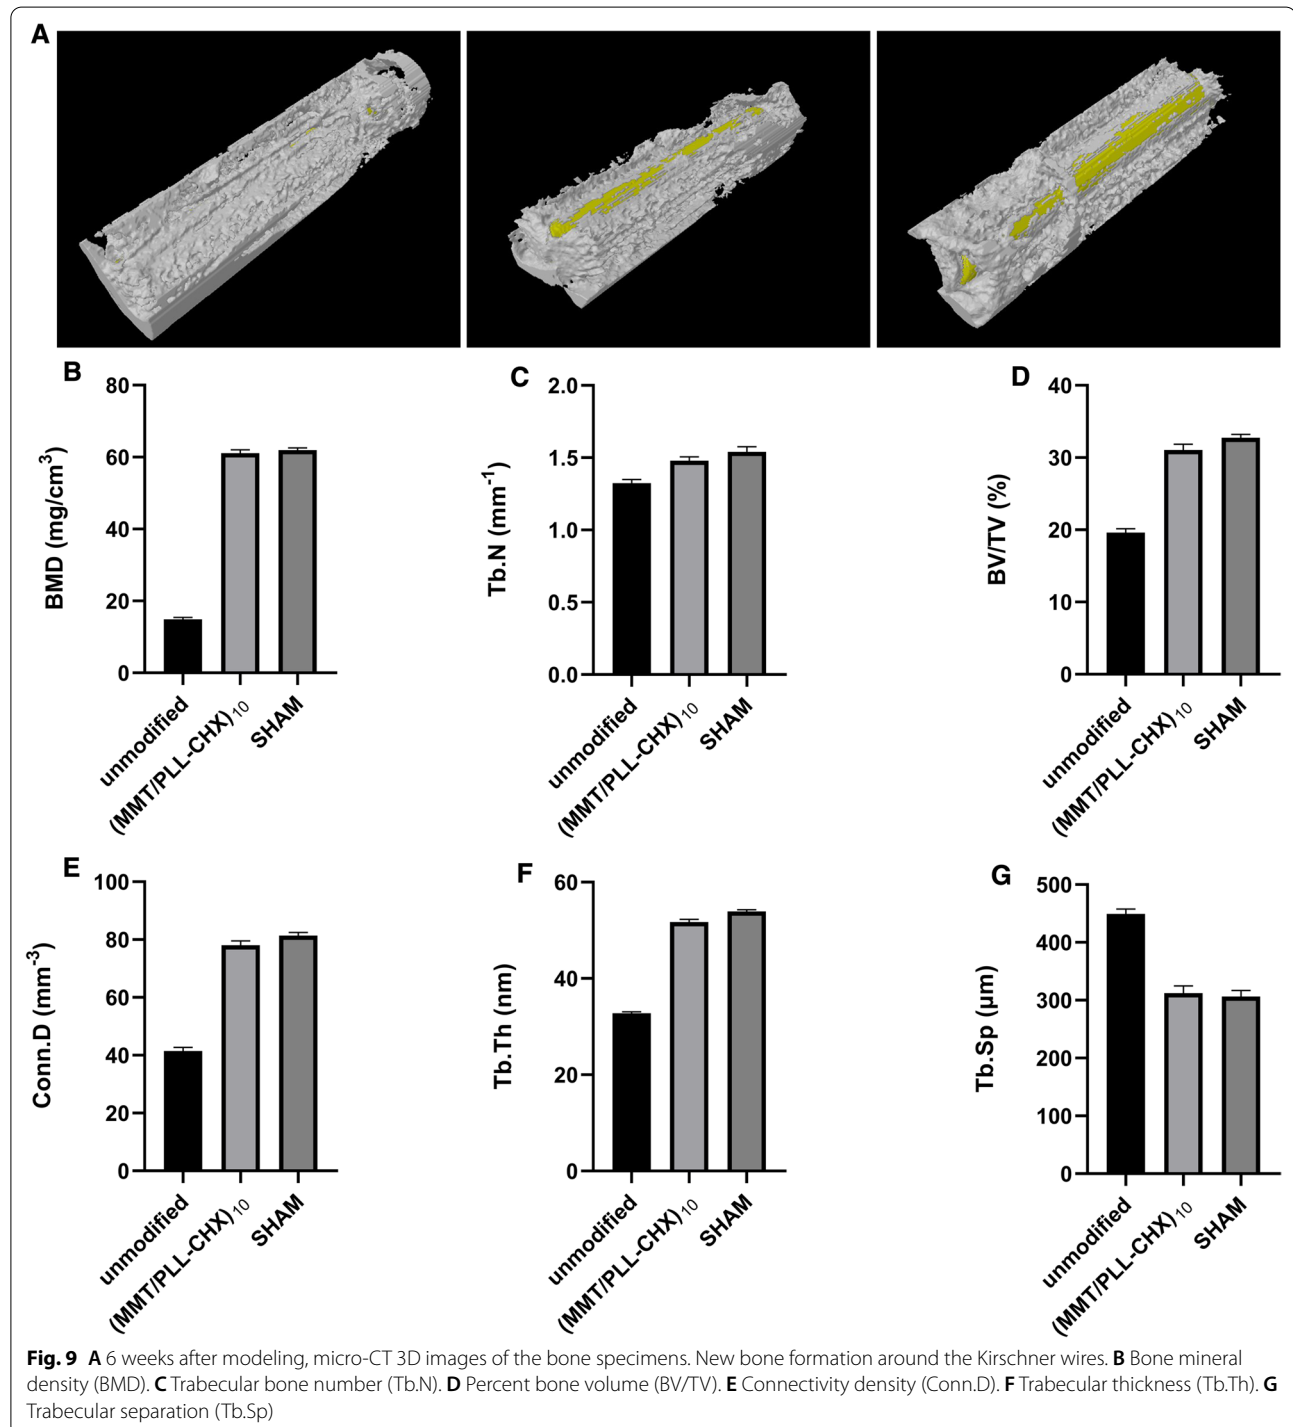 A
B
80
60
40
20
0
BMD (mg/cm³)
unmodified
(MMT/PLL-CHX)₁₀
SHAM
C
2.0
1.5
1.0
0.5
0.0
Tb.N (mm⁻¹)
unmodified
(MMT/PLL-CHX)₁₀
SHAM
D
40
30
20
10
0
BV/TV (%)
unmodified
(MMT/PLL-CHX)₁₀
SHAM
E
100
80
60
40
20
0
Conn.D (mm⁻³)
unmodified
(MMT/PLL-CHX)₁₀
SHAM
F
60
40
20
0
Tb.Th (nm)
unmodified
(MMT/PLL-CHX)₁₀
SHAM
G
500
400
300
200
100
0
Tb.Sp (μm)
unmodified
(MMT/PLL-CHX)₁₀
SHAM
Fig. 9 A 6 weeks after modeling, micro-CT 3D images of the bone specimens. New bone formation around the Kirschner wires. B Bone mineral
density (BMD). C Trabecular bone number (Tb.N). D Percent bone volume (BV/TV). E Connectivity density (Conn.D). F Trabecular thickness (Tb.Th). G
Trabecular separation (Tb.Sp)